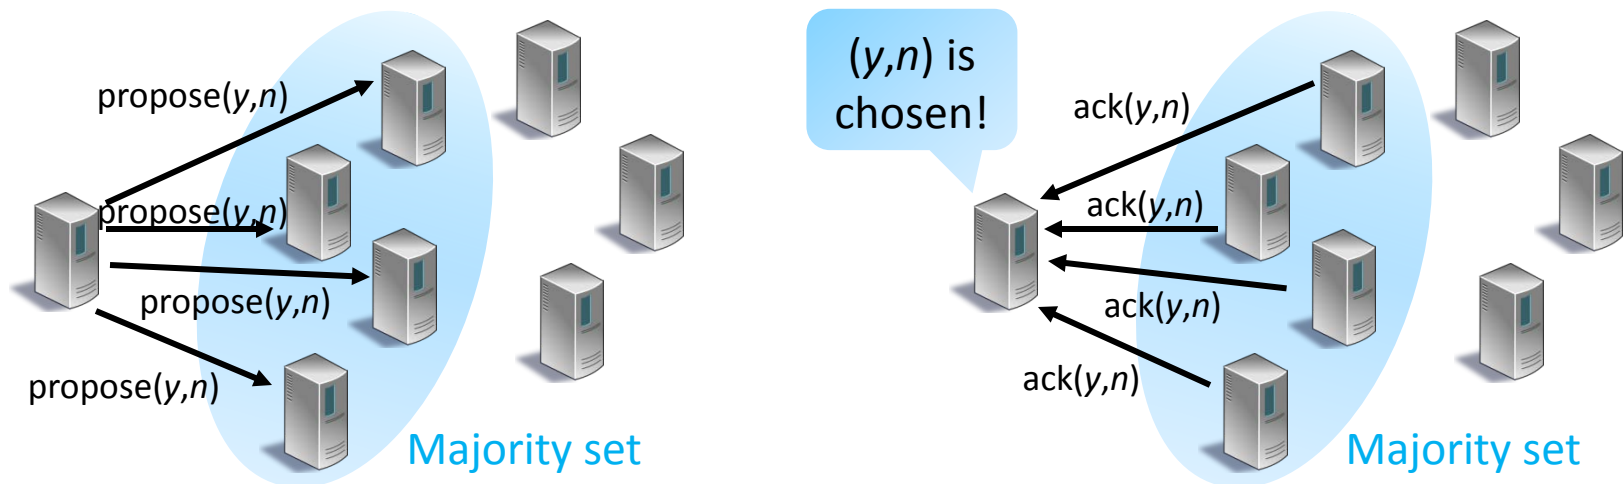 propose(y,n)
propose(y,n)
propose(y,n)
propose(y,n)
Majority set
(y,n) is
chosen!
ack(y,n)
ack(y,n)
ack(y,n)
ack(y,n)
Majority set